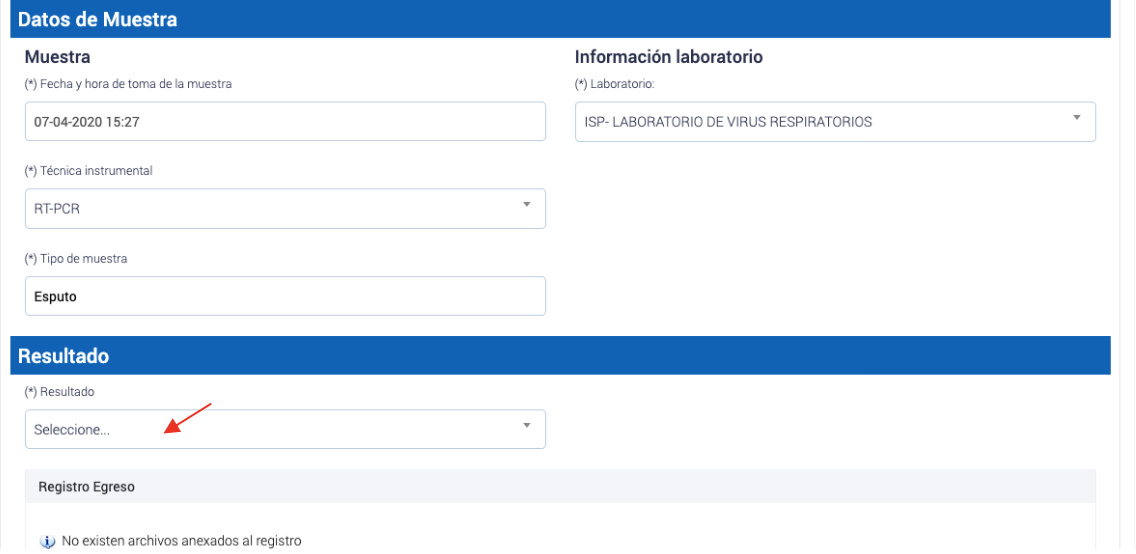 Datos de Muestra
Muestra
(*) Fecha y hora de toma de la muestra
07-04-2020 15:27
(*) Técnica instrumental
RT-PCR
(*) Tipo de muestra
Esputo
Información laboratorio
(*) Laboratorio:
ISP- LABORATORIO DE VIRUS RESPIRATORIOS
Resultado
(*) Resultado
Seleccione...
Registro Egreso
No existen archivos anexados al registro